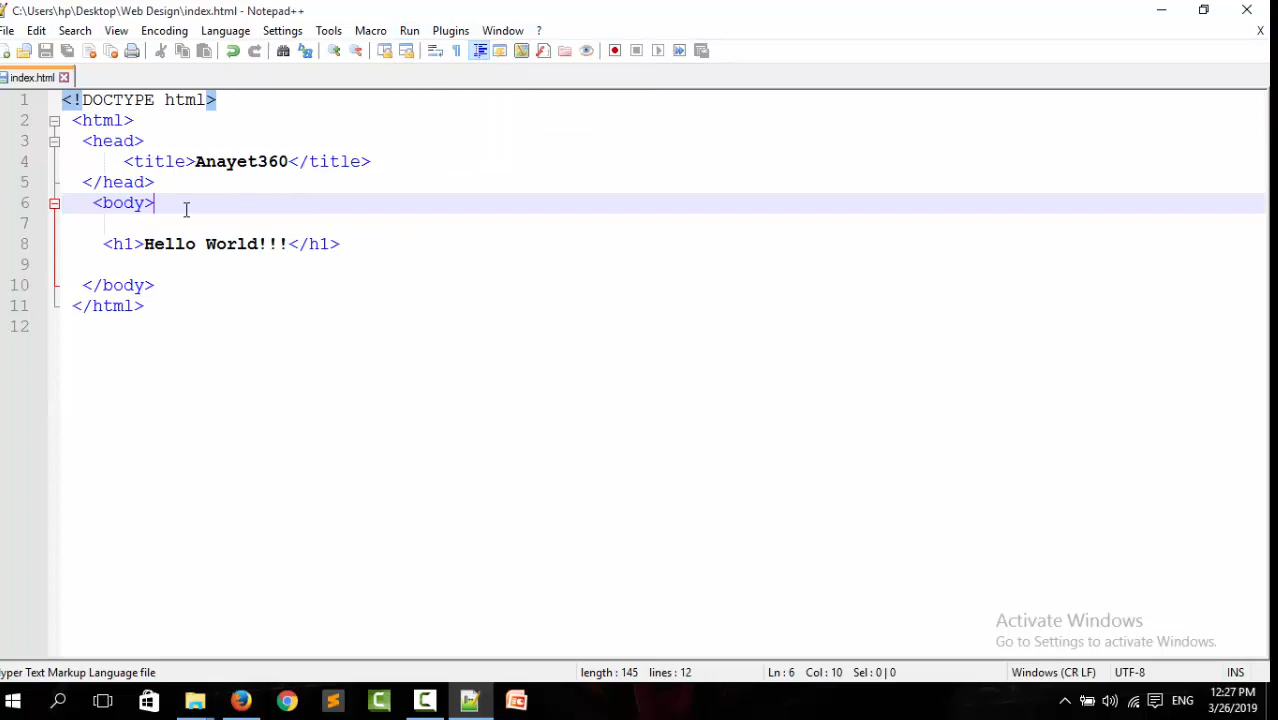 C:\Users\hp\Desktop\Web Design\index.html - Notepad++
File Edit Search View Encoding Language Settings Tools Macro Run Plugins Window ? X
index.html
1 <!DOCTYPE html>
2 <html>
3 <head>
4 <title>Anayet360</title>
5 </head>
6 <body>
7
8 <h1>Hello World!!!</h1>
9
10 </body>
11 </html>
12
Activate Windows
Go to Settings to activate Windows.
yper Text Markup Language file length : 145 lines : 12 Ln : 6 Col : 10 Sel : 0 | 0 Windows (CR LF) UTF-8 INS
ENG
12:27 PM
3/26/2019